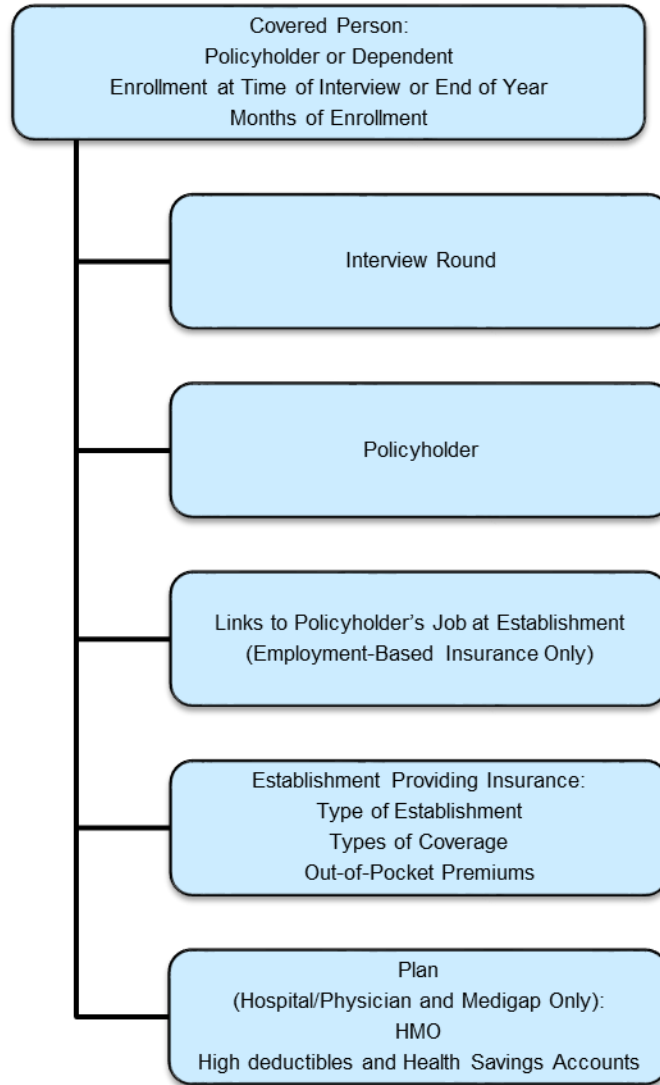 Covered Person:
Policyholder or Dependent
Enrollment at Time of Interview or End of Year
Months of Enrollment
Interview Round
Policyholder
Links to Policyholder’s Job at Establishment
(Employment-Based Insurance Only)
Establishment Providing Insurance:
Type of Establishment
Types of Coverage
Out-of-Pocket Premiums
Plan
(Hospital/Physician and Medigap Only):
HMO
High deductibles and Health Savings Accounts